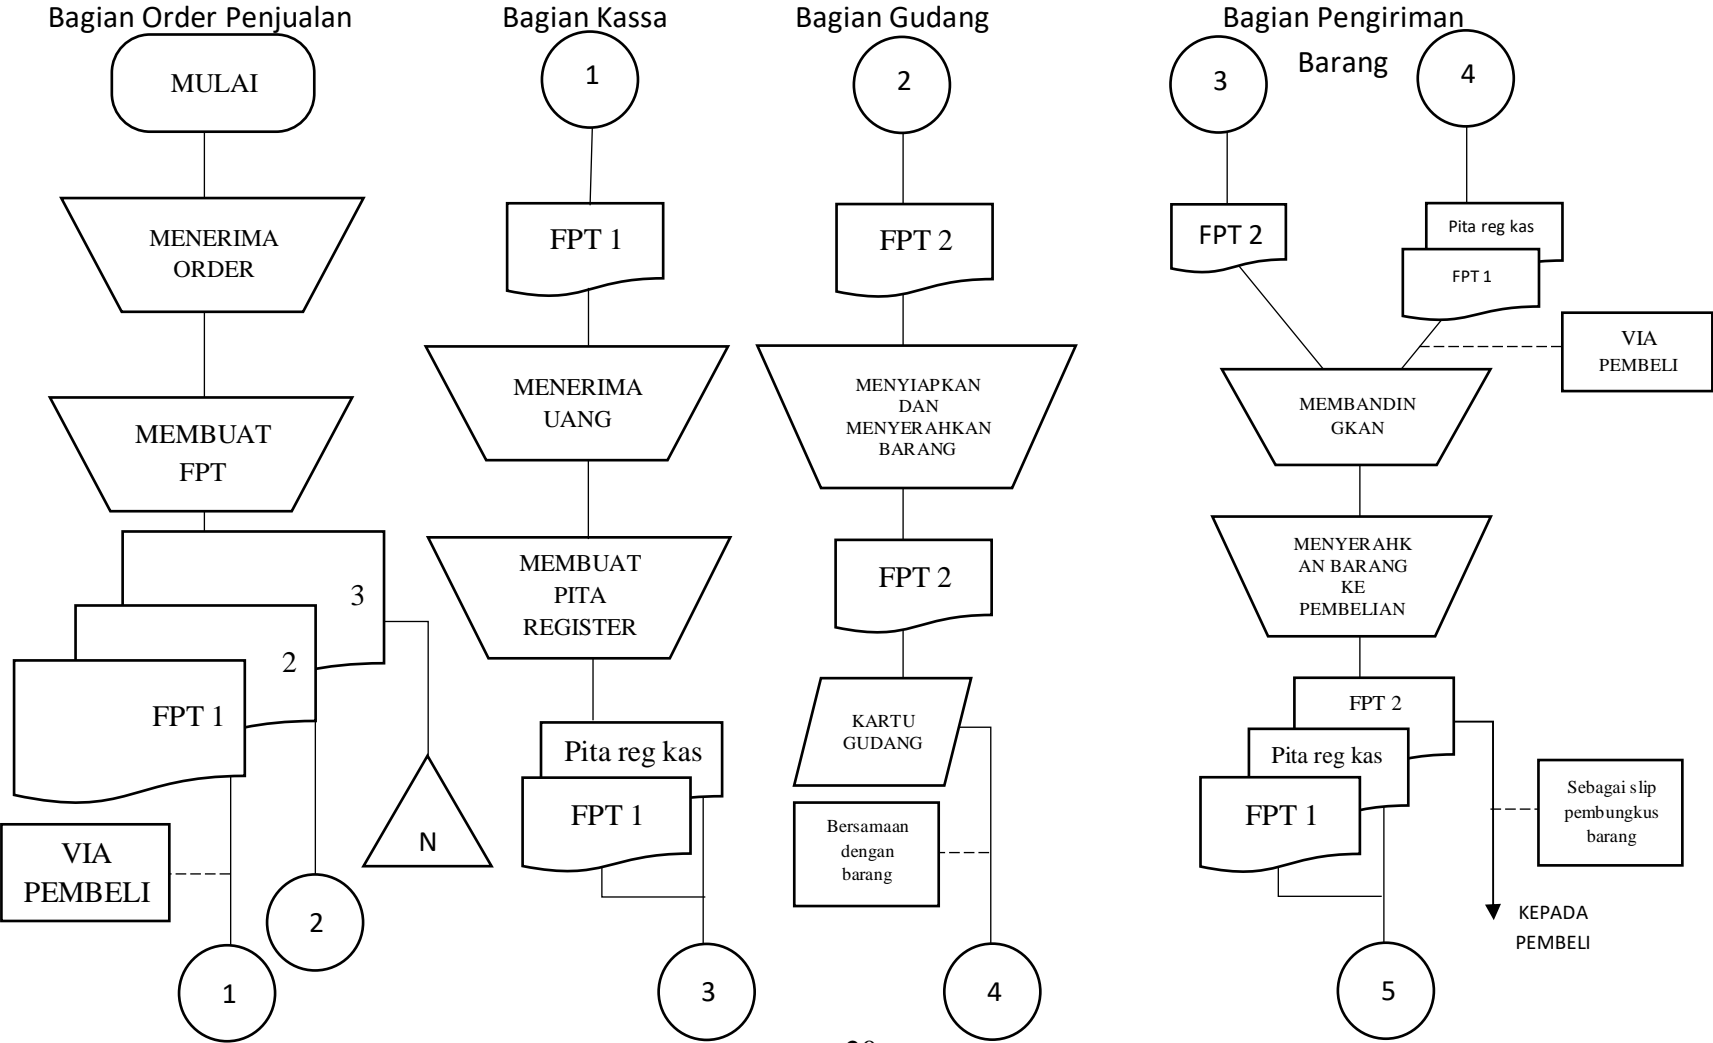 Bagian Order Penjualan
MULAI
MENERIMA
ORDER
MEMBUAT
FPT
3
2
FPT 1
VIA
PEMBELI
N
2
1
Bagian Kassa
1
FPT 1
MENERIMA
UANG
MEMBUAT
PITA
REGISTER
Pita reg kas
FPT 1
3
Bagian Gudang
2
FPT 2
MENYIAPKAN
DAN
MENYERAHKAN
BARANG
FPT 2
KARTU
GUDANG
Bersamaan
dengan
barang
4
Bagian Pengiriman
Barang
3
4
FPT 2
Pita reg kas
FPT 1
VIA
PEMBELI
MEMBANDIN
GKAN
MENYERAHK
AN BARANG
KE
PEMBELIAN
FPT 2
Pita reg kas
FPT 1
Sebagai slip
pembungkus
barang
KEPADA
PEMBELI
5